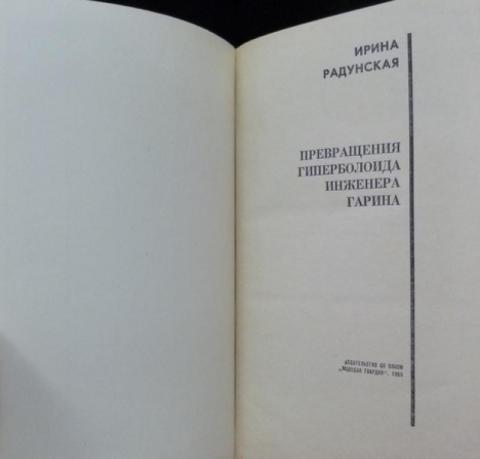 ИРИНА
РАДУНСКАЯ
ПРЕВРАЩЕНИЯ
ГИПЕРБОЛОИДА
ИНЖЕНЕРА
ГАРИНА
ИЗДАТЕЛЬСТВО ЦК ВЛКСМ
„МОЛОДАЯ ГВАРДИЯ“,